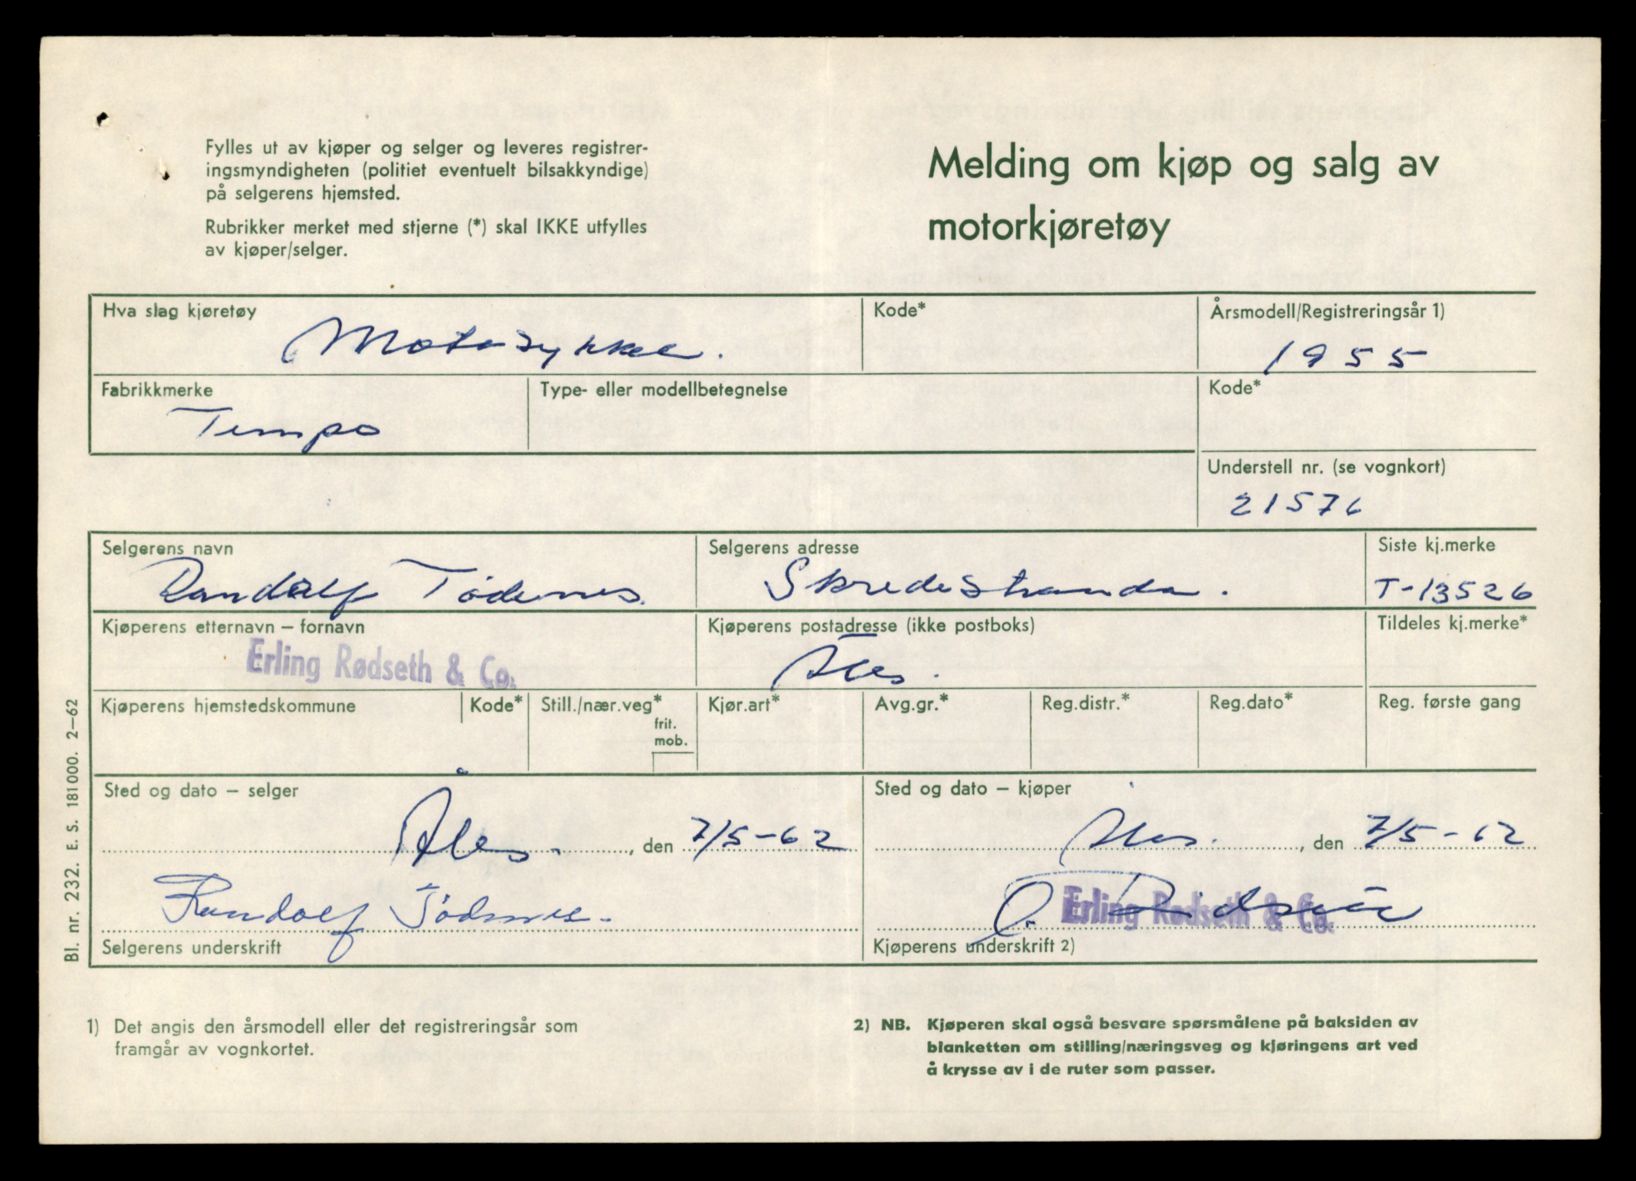 Fylles ut av kjøper og selger og leveres registrer-
ingsmyndigheten (politiet eventuelt bilsakkyndige)
på selgerens hjemsted.
Rubrikker merket med stjerne (*) skal IKKE utfylles
av kjøper/selger.
Melding om kjøp og salg av
motorkjøretøy
Hva slag kjøretøy
Motorsykkel.
Kode*
Årsmodell/Registreringsår 1)
1955
Fabrikkmerke
Tempo
Type- eller modellbetegnelse
Kode*
Understell nr. (se vognkort)
21576
Selgerens navn
Randolf Tødenes.
Selgerens adresse
Skredestranda.
Siste kj.merke
T-13526
Kjøperens etternavn – fornavn
Erling Rødseth & Co.
Kjøperens postadresse (ikke postboks)
Åles.
Tildeles kj.merke*
Kjøperens hjemstedskommune
Kode*
Still./nær.veg*
frit.
mob.
Kjør.art*
Avg.gr.*
Reg.distr.*
Reg.dato*
Reg. første gang
Sted og dato – selger
Åles. , den 7/5-62
Sted og dato – kjøper
Åles. , den 7/5-62
Randolf Tødenes.
Selgerens underskrift
Erling Rødseth & Co.
Kjøperens underskrift 2)
Bl. nr. 232. E. S. 181000. 2–62
1) Det angis den årsmodell eller det registreringsår som
framgår av vognkortet.
2) NB. Kjøperen skal også besvare spørsmålene på baksiden av
blanketten om stilling/næringsveg og kjøringens art ved
å krysse av i de ruter som passer.